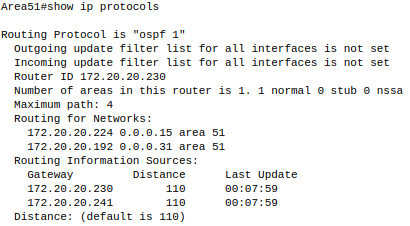 Area51#show ip protocols
Routing Protocol is "ospf 1"
Outgoing update filter list for all interfaces is not set
Incoming update filter list for all interfaces is not set
Router ID 172.20.20.230
Number of areas in this router is 1. 1 normal 0 stub 0 nssa
Maximum path: 4
Routing for Networks:
172.20.20.224 0.0.0.15 area 51
172.20.20.192 0.0.0.31 area 51
Routing Information Sources:
Gateway Distance Last Update
172.20.20.230 110 00:07:59
172.20.20.241 110 00:07:59
Distance: (default is 110)